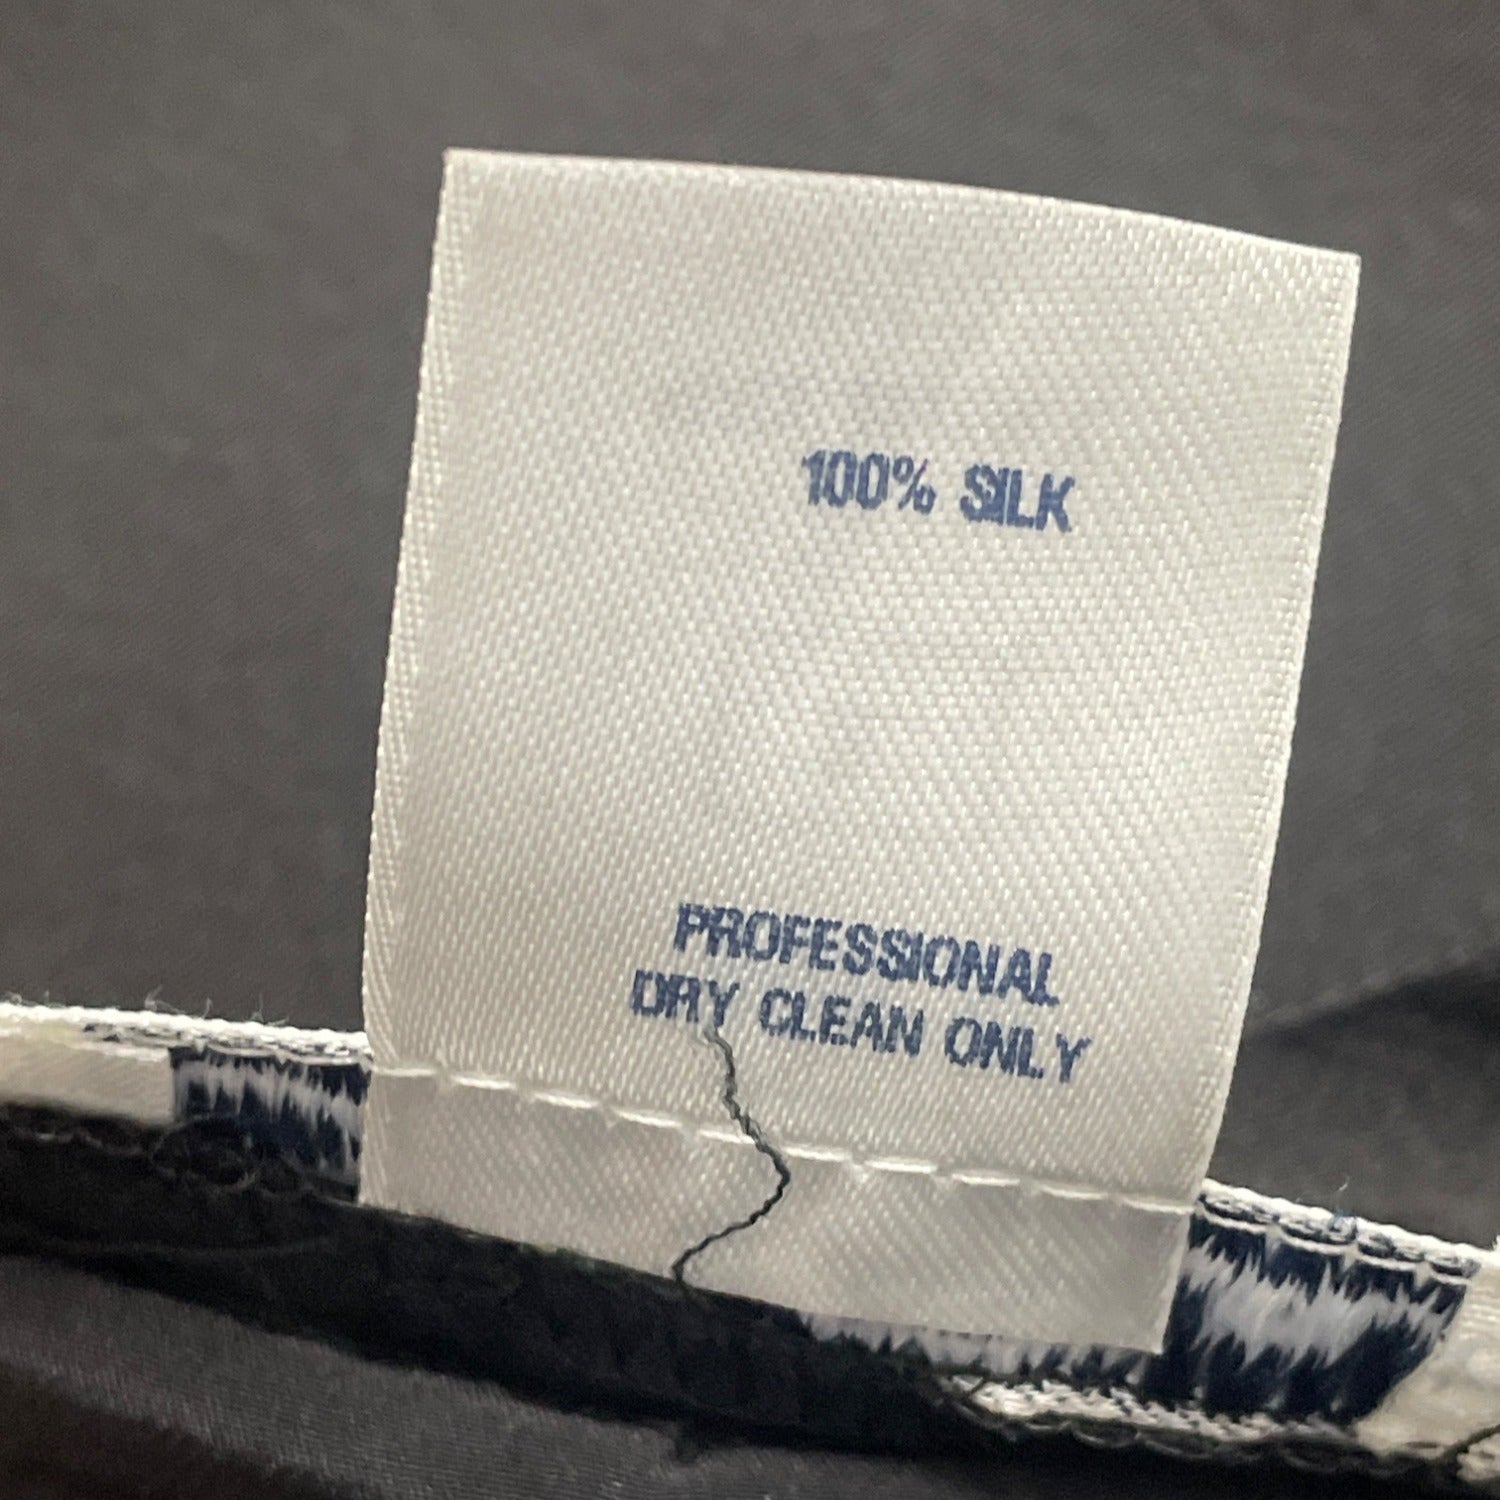 100% SILK
PROFESSIONAL
DRY CLEAN ONLY